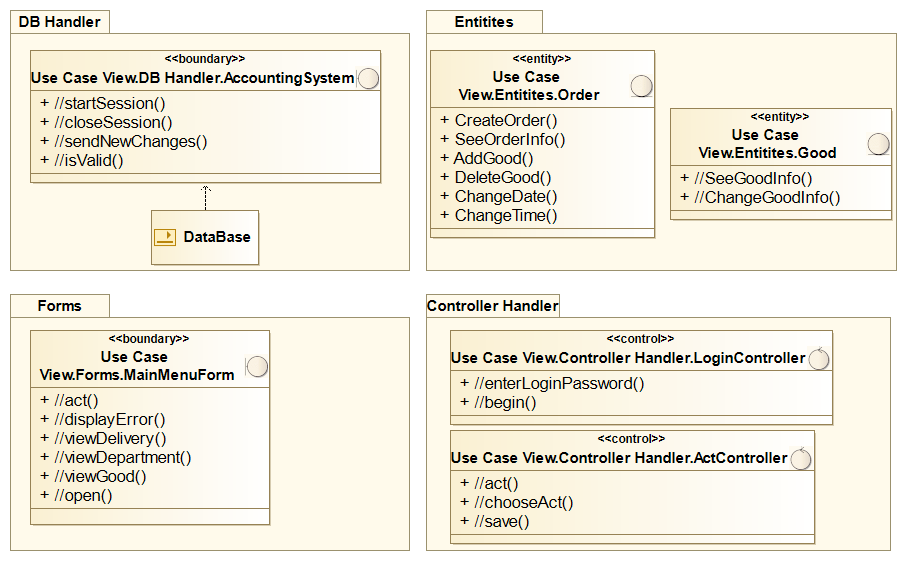 DB Handler
<<boundary>>
Use Case View.DB Handler.AccountingSystem
+ //startSession()
+ //closeSession()
+ //sendNewChanges()
+ //isValid()
DataBase
Entitites
<<entity>>
Use Case
View.Entitites.Order
+ CreateOrder()
+ SeeOrderInfo()
+ AddGood()
+ DeleteGood()
+ ChangeDate()
+ ChangeTime()
<<entity>>
Use Case
View.Entitites.Good
+ //SeeGoodInfo()
+ //ChangeGoodInfo()
Forms
<<boundary>>
Use Case
View.Forms.MainMenuForm
+ //act()
+ //displayError()
+ //viewDelivery()
+ //viewDepartment()
+ //viewGood()
+ //open()
Controller Handler
<<control>>
Use Case View.Controller Handler.LoginController
+ //enterLoginPassword()
+ //begin()
<<control>>
Use Case View.Controller Handler.ActController
+ //act()
+ //chooseAct()
+ //save()